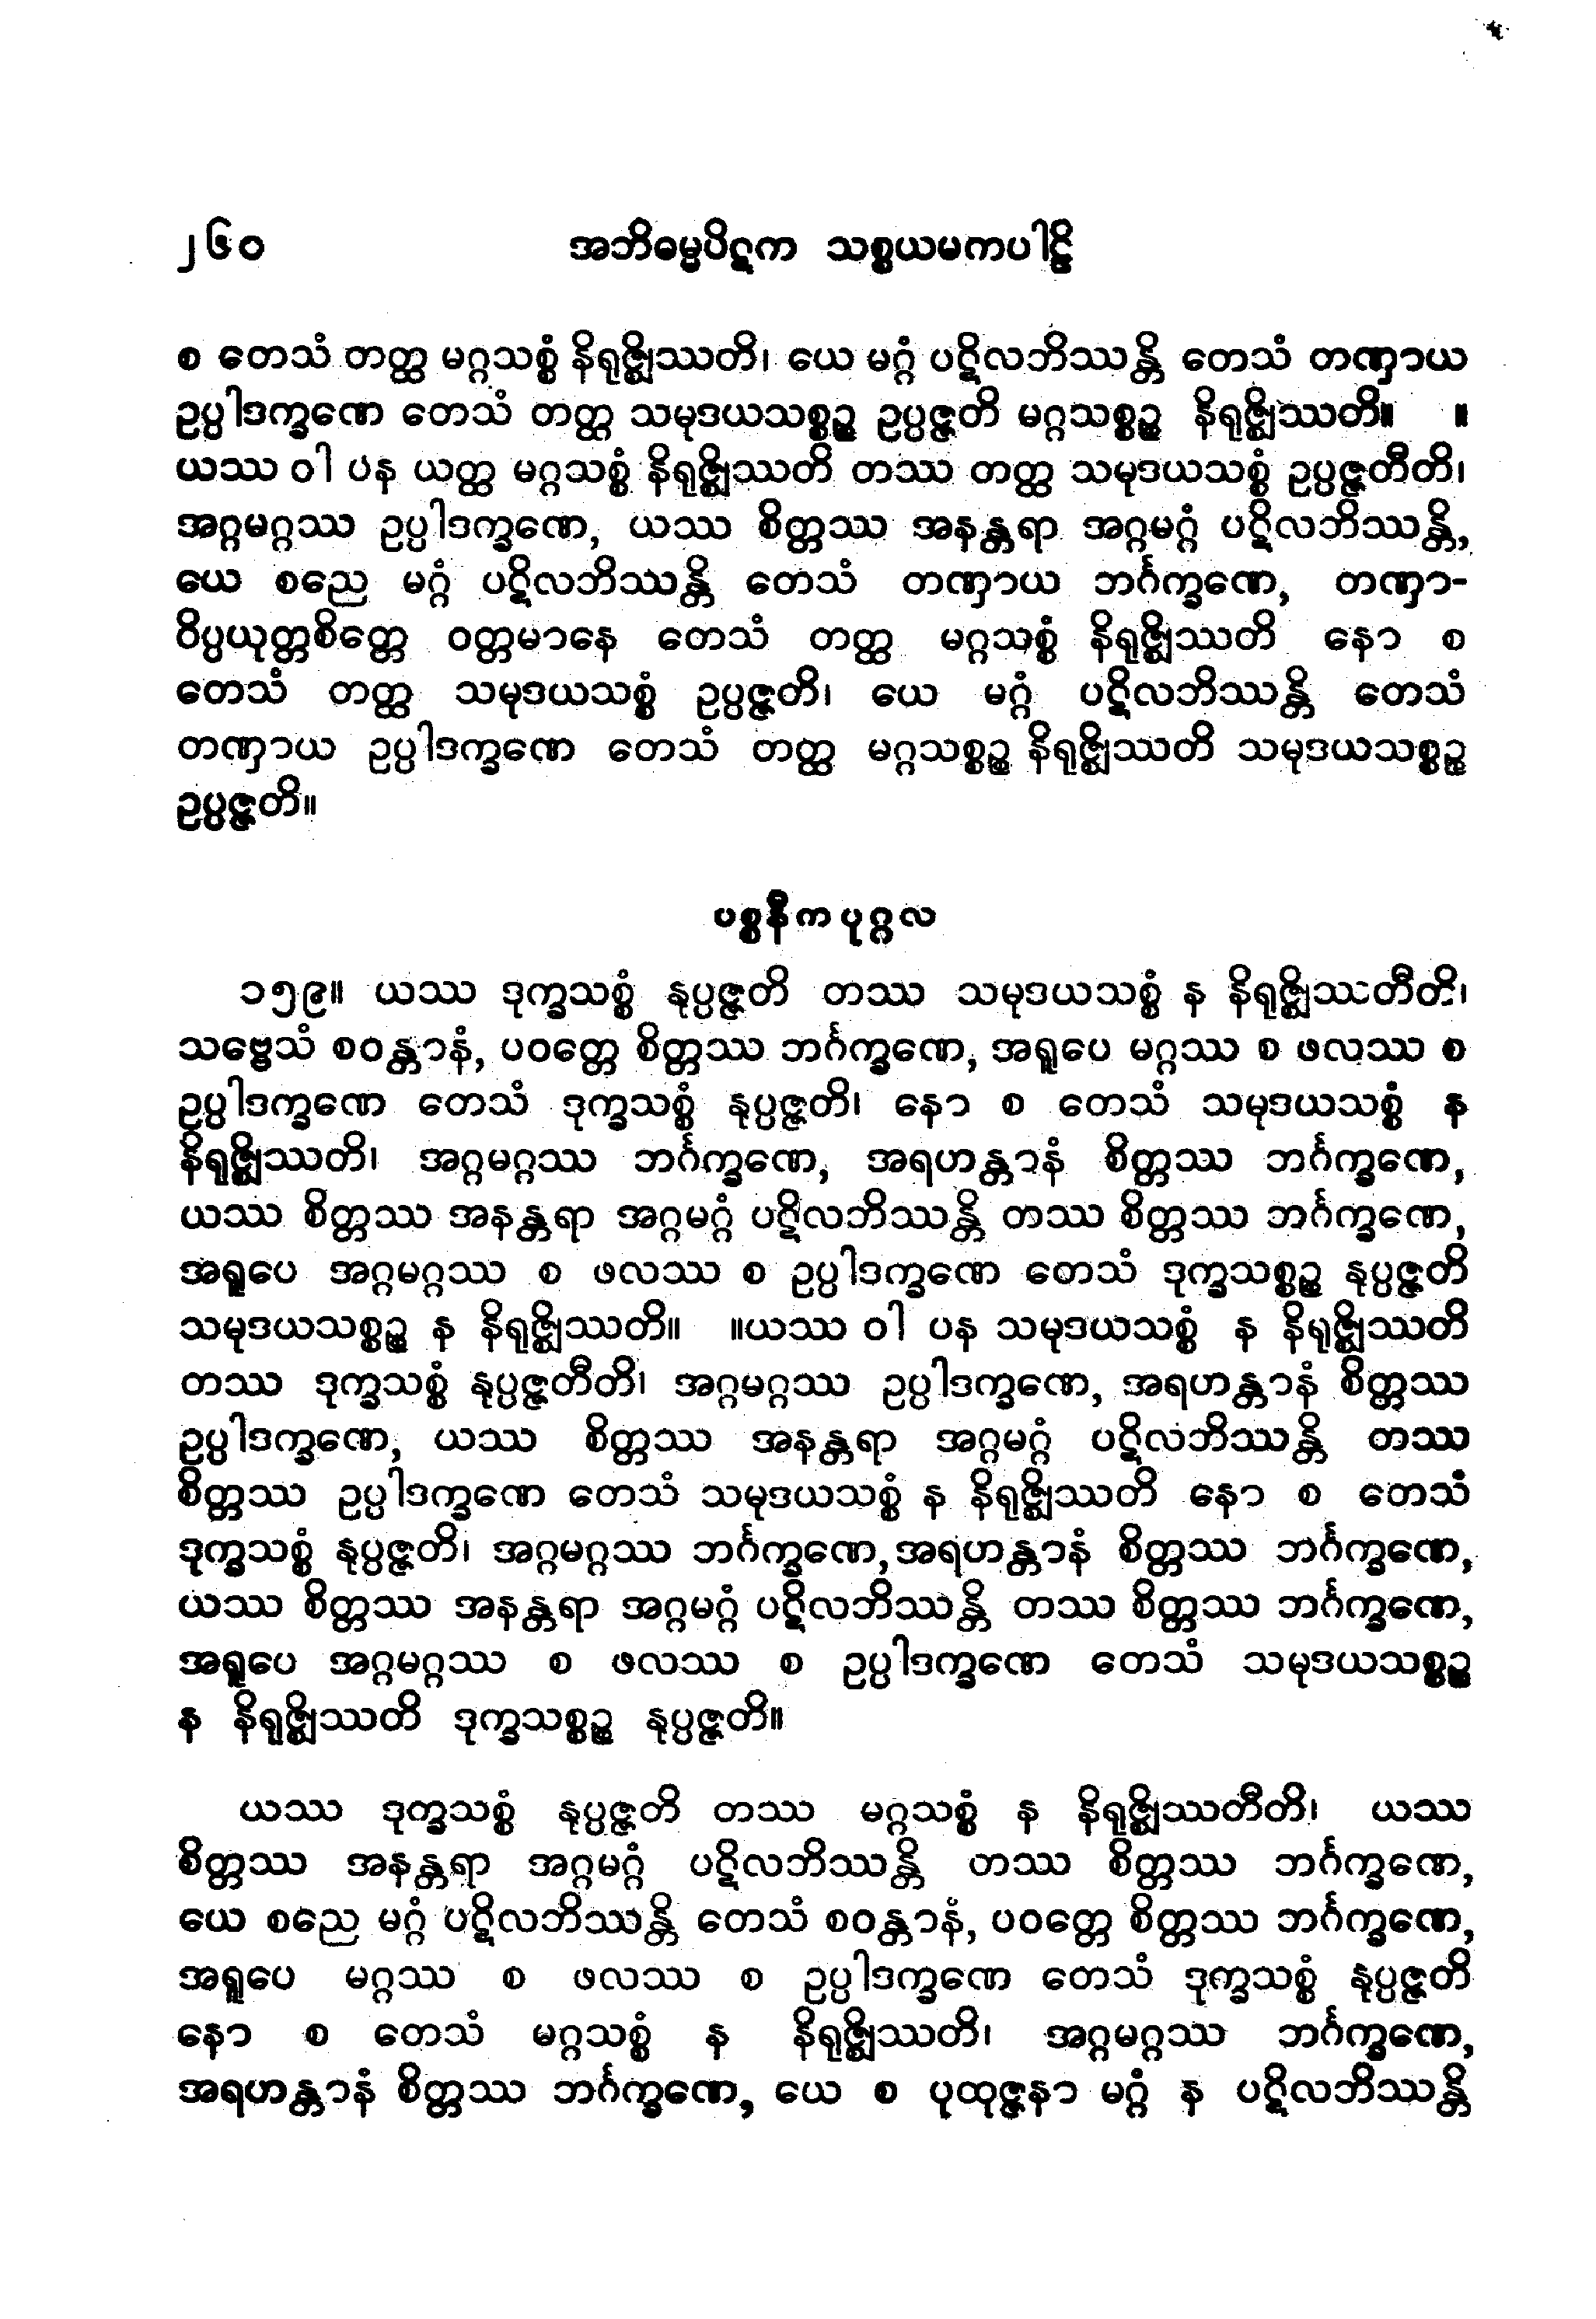 ၂၆၀ အဘိဓမ္မပိဋက သစ္စယမကပါဠိ
စ တေသံ တတ္ထ မဂ္ဂသစ္စံ နိရုဇ္ဈိဿတိ၊ ယေ မဂ္ဂံ ပဋိလဘိဿန္တိ တေသံ တဏှာယ
ဥပ္ပါဒက္ခဏေ တေသံ တတ္ထ သမုဒယသစ္စဉ္စ ဥပ္ပဇ္ဇတိ မဂ္ဂသစ္စဉ္စ နိရုဇ္ဈိဿတိ။ ။
ယဿ ဝါ ပန ယတ္ထ မဂ္ဂသစ္စံ နိရုဇ္ဈိဿတိ တဿ တတ္ထ သမုဒယသစ္စံ ဥပ္ပဇ္ဇတီတိ၊
အဂ္ဂမဂ္ဂဿ ဥပ္ပါဒက္ခဏေ, ယဿ စိတ္တဿ အနန္တရာ အဂ္ဂမဂ္ဂံ ပဋိလဘိဿန္တိ,
ယေ စညေ မဂ္ဂံ ပဋိလဘိဿန္တိ တေသံ တဏှာယ ဘင်္ဂက္ခဏေ, တဏှာ-
ဝိပ္ပယုတ္တစိတ္တေ ဝတ္တမာနေ တေသံ တတ္ထ မဂ္ဂသစ္စံ နိရုဇ္ဈိဿတိ နော စ
တေသံ တတ္ထ သမုဒယသစ္စံ ဥပ္ပဇ္ဇတိ၊ ယေ မဂ္ဂံ ပဋိလဘိဿန္တိ တေသံ
တဏှာယ ဥပ္ပါဒက္ခဏေ တေသံ တတ္ထ မဂ္ဂသစ္စဉ္စ နိရုဇ္ဈိဿတိ သမုဒယသစ္စဉ္စ
ဥပ္ပဇ္ဇတိ။
ပစ္စနီကပုဂ္ဂလ
၁၅၉။ ယဿ ဒုက္ခသစ္စံ နုပ္ပဇ္ဇတိ တဿ သမုဒယသစ္စံ န နိရုဇ္ဈိဿတီတိ၊
သဗ္ဗေသံ စဝန္တာနံ, ပဝတ္တေ စိတ္တဿ ဘင်္ဂက္ခဏေ, အရူပေ မဂ္ဂဿ စ ဖလဿ စ
ဥပ္ပါဒက္ခဏေ တေသံ ဒုက္ခသစ္စံ နုပ္ပဇ္ဇတိ၊ နော စ တေသံ သမုဒယသစ္စံ န
နိရုဇ္ဈိဿတိ၊ အဂ္ဂမဂ္ဂဿ ဘင်္ဂက္ခဏေ, အရဟန္တာနံ စိတ္တဿ ဘင်္ဂက္ခဏေ,
ယဿ စိတ္တဿ အနန္တရာ အဂ္ဂမဂ္ဂံ ပဋိလဘိဿန္တိ တဿ စိတ္တဿ ဘင်္ဂက္ခဏေ,
အရူပေ အဂ္ဂမဂ္ဂဿ စ ဖလဿ စ ဥပ္ပါဒက္ခဏေ တေသံ ဒုက္ခသစ္စဉ္စ နုပ္ပဇ္ဇတိ
သမုဒယသစ္စဉ္စ န နိရုဇ္ဈိဿတိ။ ။ယဿ ဝါ ပန သမုဒယသစ္စံ န နိရုဇ္ဈိဿတိ
တဿ ဒုက္ခသစ္စံ နုပ္ပဇ္ဇတီတိ၊ အဂ္ဂမဂ္ဂဿ ဥပ္ပါဒက္ခဏေ, အရဟန္တာနံ စိတ္တဿ
ဥပ္ပါဒက္ခဏေ, ယဿ စိတ္တဿ အနန္တရာ အဂ္ဂမဂ္ဂံ ပဋိလဘိဿန္တိ တဿ
စိတ္တဿ ဥပ္ပါဒက္ခဏေ တေသံ သမုဒယသစ္စံ န နိရုဇ္ဈိဿတိ နော စ တေသံ
ဒုက္ခသစ္စံ နုပ္ပဇ္ဇတိ၊ အဂ္ဂမဂ္ဂဿ ဘင်္ဂက္ခဏေ,အရဟန္တာနံ စိတ္တဿ ဘင်္ဂက္ခဏေ,
ယဿ စိတ္တဿ အနန္တရာ အဂ္ဂမဂ္ဂံ ပဋိလဘိဿန္တိ တဿ စိတ္တဿ ဘင်္ဂက္ခဏေ,
အရူပေ အဂ္ဂမဂ္ဂဿ စ ဖလဿ စ ဥပ္ပါဒက္ခဏေ တေသံ သမုဒယသစ္စဉ္စ
န နိရုဇ္ဈိဿတိ ဒုက္ခသစ္စဉ္စ နုပ္ပဇ္ဇတိ။
ယဿ ဒုက္ခသစ္စံ နုပ္ပဇ္ဇတိ တဿ မဂ္ဂသစ္စံ န နိရုဇ္ဈိဿတီတိ၊ ယဿ
စိတ္တဿ အနန္တရာ အဂ္ဂမဂ္ဂံ ပဋိလဘိဿန္တိ တဿ စိတ္တဿ ဘင်္ဂက္ခဏေ,
ယေ စညေ မဂ္ဂံ ပဋိလဘိဿန္တိ တေသံ စဝန္တာနံ, ပဝတ္တေ စိတ္တဿ ဘင်္ဂက္ခဏေ,
အရူပေ မဂ္ဂဿ စ ဖလဿ စ ဥပ္ပါဒက္ခဏေ တေသံ ဒုက္ခသစ္စံ နုပ္ပဇ္ဇတိ
နော စ တေသံ မဂ္ဂသစ္စံ န နိရုဇ္ဈိဿတိ၊ အဂ္ဂမဂ္ဂဿ ဘင်္ဂက္ခဏေ,
အရဟန္တာနံ စိတ္တဿ ဘင်္ဂက္ခဏေ, ယေ စ ပုထုဇ္ဇနာ မဂ္ဂံ န ပဋိလဘိဿန္တိ